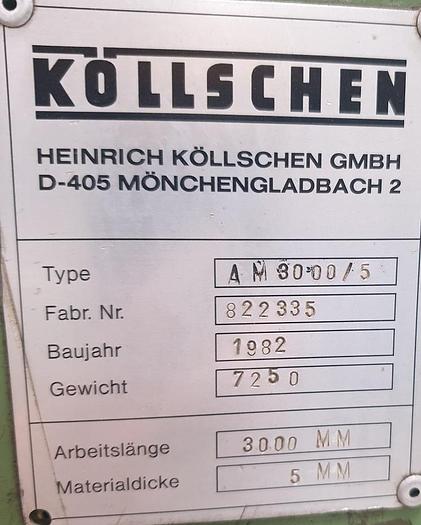 KÖLLSCHEN
HEINRICH KÖLLSCHEN GMBH
D-405 MÖNCHENGLADBACH 2
Type AM 3000/5
Fabr. Nr. 822335
Baujahr 1982
Gewicht 7250
Arbeitslänge 3000 MM
Materialdicke 5 MM